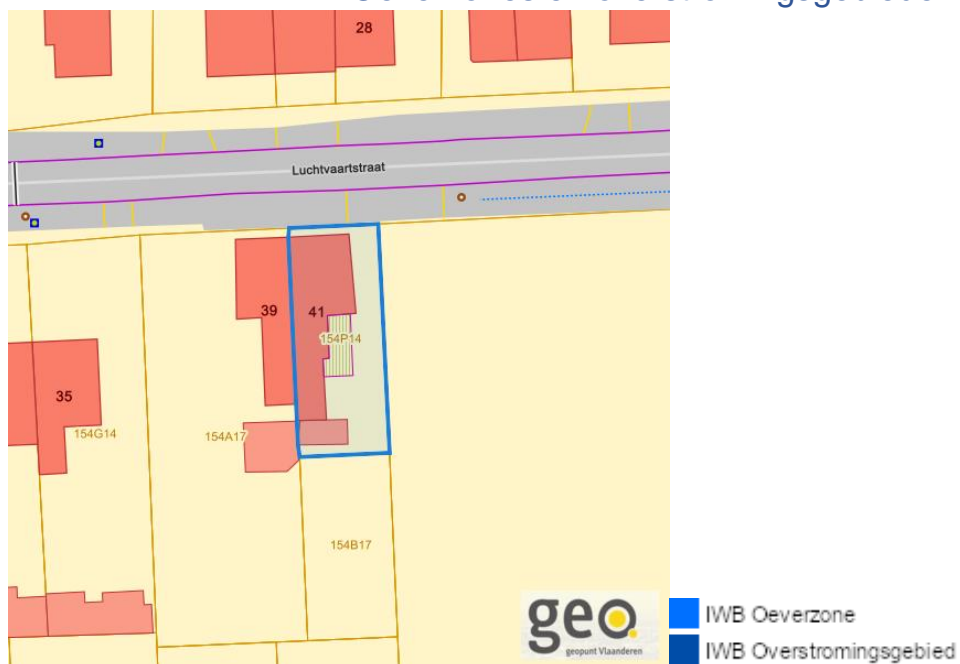 28
Luchtvaartstraat
39
41
154P14
35
154G14
154A17
154B17
geo
geopunt Vlaanderen
IWB Oeverzone
IWB Overstromingsgebied